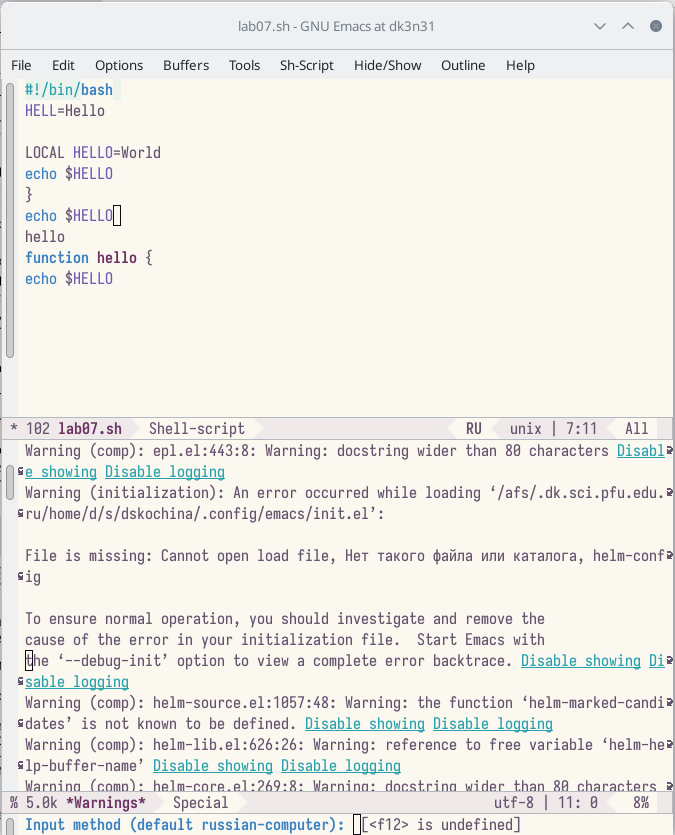 lab07.sh - GNU Emacs at dk3n31
File Edit Options Buffers Tools Sh-Script Hide/Show Outline Help
#!/bin/bash
HELL=Hello
LOCAL HELLO=World
echo $HELLO
}
echo $HELLO
hello
function hello {
echo $HELLO
* 102 lab07.sh Shell-script RU unix | 7:11 All
Warning (comp): epl.el:443:8: Warning: docstring wider than 80 characters Disabl
e showing Disable logging
Warning (initialization): An error occurred while loading ‘/afs/.dk.sci.pfu.edu.
ru/home/d/s/dskochina/.config/emacs/init.el’:
File is missing: Cannot open load file, Нет такого файла или каталога, helm-conf
ig
To ensure normal operation, you should investigate and remove the
cause of the error in your initialization file.  Start Emacs with
the ‘--debug-init’ option to view a complete error backtrace. Disable showing Di
sable logging
Warning (comp): helm-source.el:1057:48: Warning: the function ‘helm-marked-candi
dates’ is not known to be defined. Disable showing Disable logging
Warning (comp): helm-lib.el:626:26: Warning: reference to free variable ‘helm-he
lp-buffer-name’ Disable showing Disable logging
Warning (comp): helm-core.el:269:8: Warning: docstring wider than 80 characters
% 5.0k *Warnings* Special utf-8 | 11: 0 8%
Input method (default russian-computer): [<f12> is undefined]